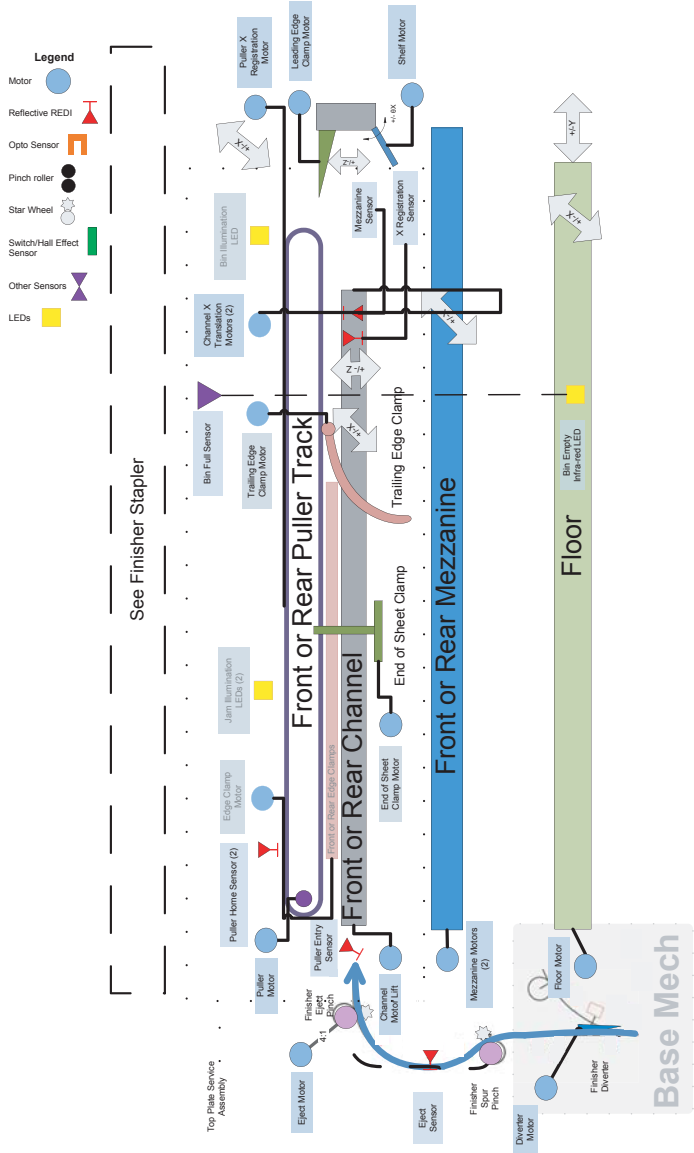 Legend
Motor
Reflective REDI
Opto Sensor
Pinch roller
Star Wheel
Switch/Hall Effect
Sensor
Other Sensors
LEDs
See Finisher Stapler
Puller X
Registration
Motor
Leading Edge
Clamp Motor
Shelf Motor
X-/+
Z-/+
+/- θX
+/-Y
X-/+
Bin Illumination
LED
Mezzanine
Sensor
X Registration
Sensor
Channel X
Translation
Motors (2)
Z -/+
X-/+
X-/+
Bin Full Sensor
Trailing Edge
Clamp Motor
Trailing Edge Clamp
Bin Empty
Infra-red LED
Front or Rear Puller Track
Front or Rear Channel
Front or Rear Mezzanine
Floor
End of Sheet Clamp
Jam Illumination
LEDs (2)
Front or Rear Edge Clamps
End of Sheet
Clamp Motor
Edge Clamp
Motor
Puller Home Sensor (2)
Puller
Motor
Puller Entry
Sensor
Channel
Motof Lift
Mezzanine Motors
(2)
Floor Motor
Finisher
Eject
Pinch
4:1
Top Plate Service
Assembly
Eject Motor
Eject
Sensor
Finisher
Spur
Pinch
Diverter
Motor
Finisher
Diverter
Base Mech